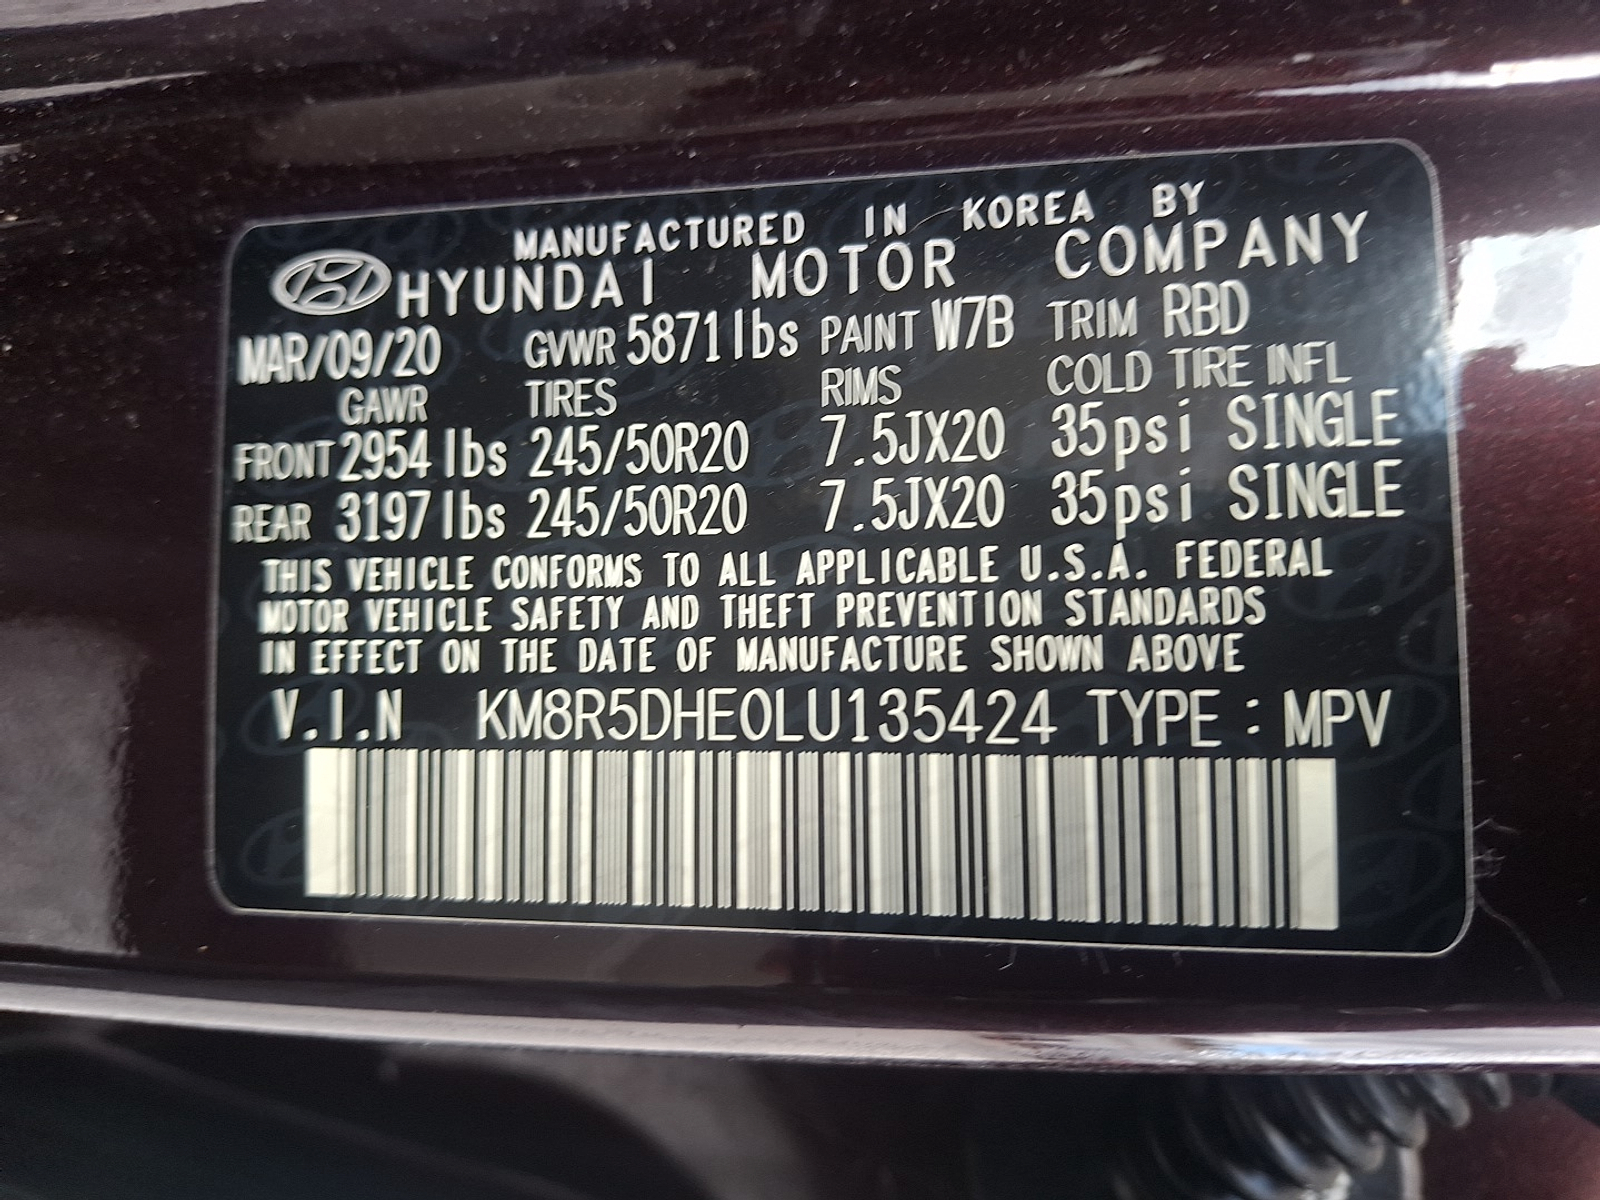 MANUFACTURED IN KOREA BY
HYUNDAI MOTOR COMPANY
MAR/09/20 GVWR 5871lbs PAINT W7B TRIM RBD
GAWR TIRES RIMS COLD TIRE INFL
FRONT 2954 lbs 245/50R20 7.5JX20 35psi SINGLE
REAR 3197 lbs 245/50R20 7.5JX20 35psi SINGLE
THIS VEHICLE CONFORMS TO ALL APPLICABLE U.S.A. FEDERAL
MOTOR VEHICLE SAFETY AND THEFT PREVENTION STANDARDS
IN EFFECT ON THE DATE OF MANUFACTURE SHOWN ABOVE
V.I.N KM8R5DHE0LU135424 TYPE : MPV